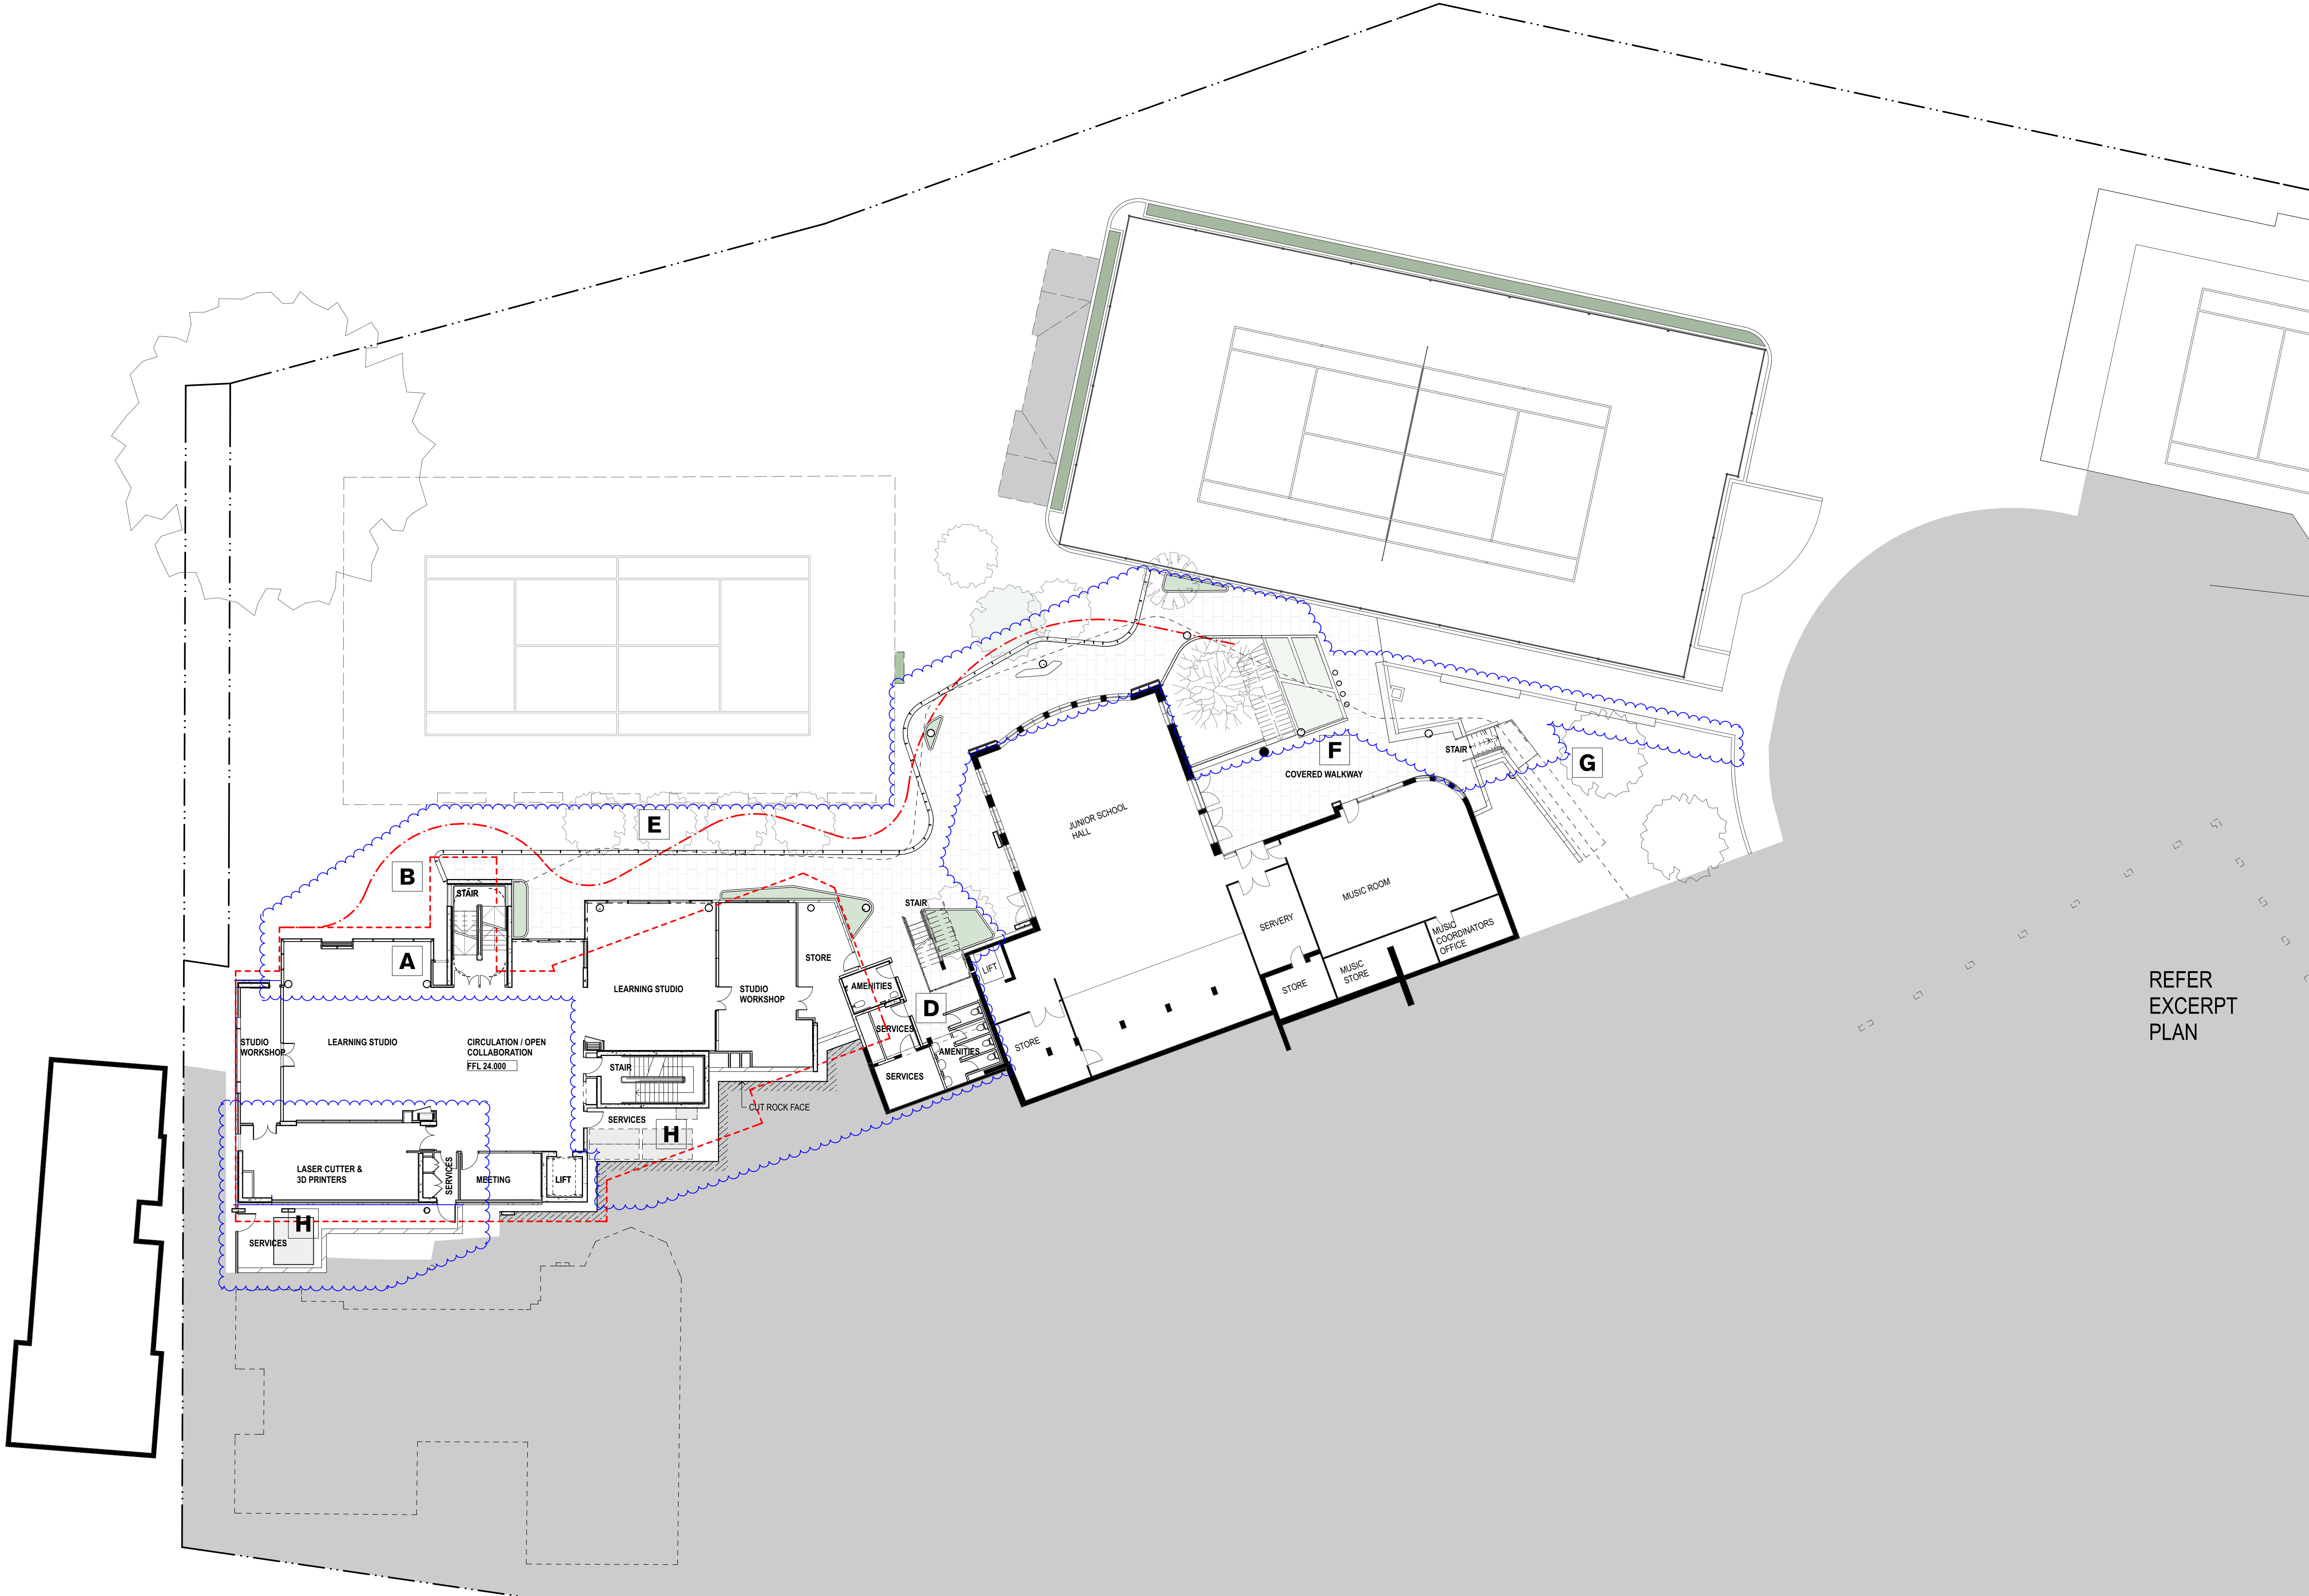 E
B
STAIR
A
F
COVERED WALKWAY
STAIR
G
JUNIOR SCHOOL
HALL
MUSIC ROOM
SERVERY
MUSIC
COORDINATORS
OFFICE
MUSIC
STORE
STORE
STAIR
LIFT
STORE
AMENITIES
LEARNING STUDIO
STUDIO
WORKSHOP
D
SERVICES
AMENITIES
STORE
SERVICES
STUDIO
WORKSHOP
LEARNING STUDIO
CIRCULATION / OPEN
COLLABORATION
FFL 24.000
STAIR
CUT ROCK FACE
SERVICES
H
LASER CUTTER &
3D PRINTERS
SERVICES
MEETING
LIFT
H
SERVICES
REFER
EXCERPT
PLAN